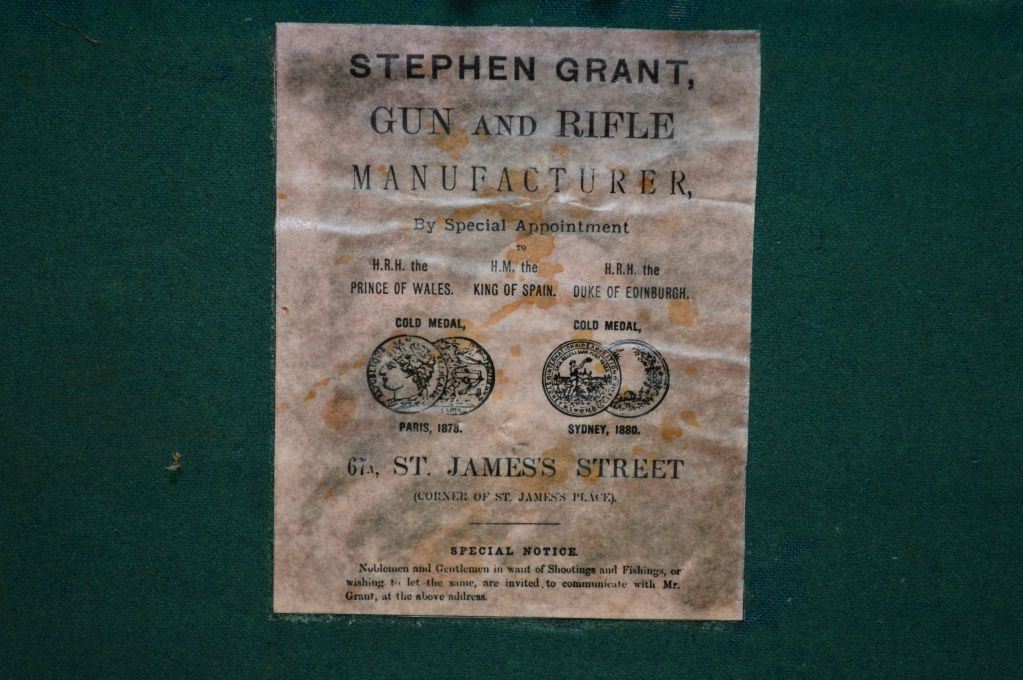 STEPHEN GRANT,
GUN AND RIFLE
MANUFACTURER,
By Special Appointment
TO
H.R.H. the H.M. the H.R.H. the
PRINCE OF WALES. KING OF SPAIN. DUKE OF EDINBURGH.
GOLD MEDAL, GOLD MEDAL,
PARIS, 1878. SYDNEY, 1880.
67A, ST. JAMES'S STREET
(CORNER OF ST. JAMES'S PLACE).
SPECIAL NOTICE.
Noblemen and Gentlemen in want of Shootings and Fishings, or
wishing to let the same, are invited to communicate with Mr.
Grant, at the above address.